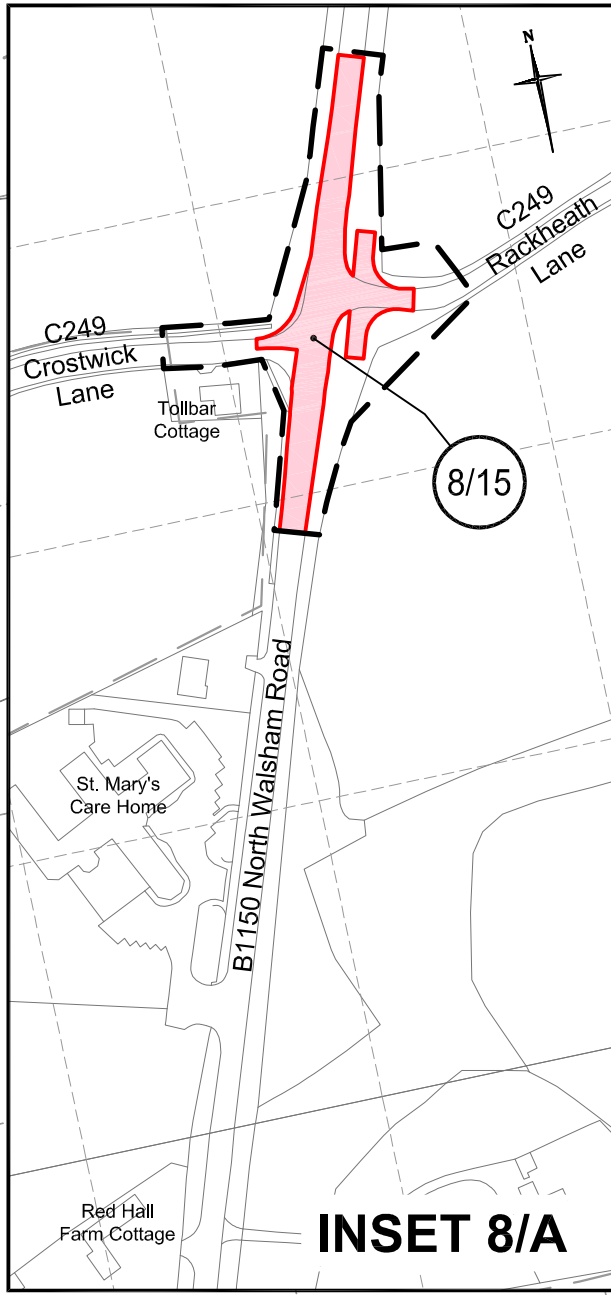 N
C249
Rackheath
Lane
C249
Crostwick
Lane
Tollbar
Cottage
8/15
B1150 North Walsham Road
St. Mary's
Care Home
Red Hall
Farm Cottage
INSET 8/A